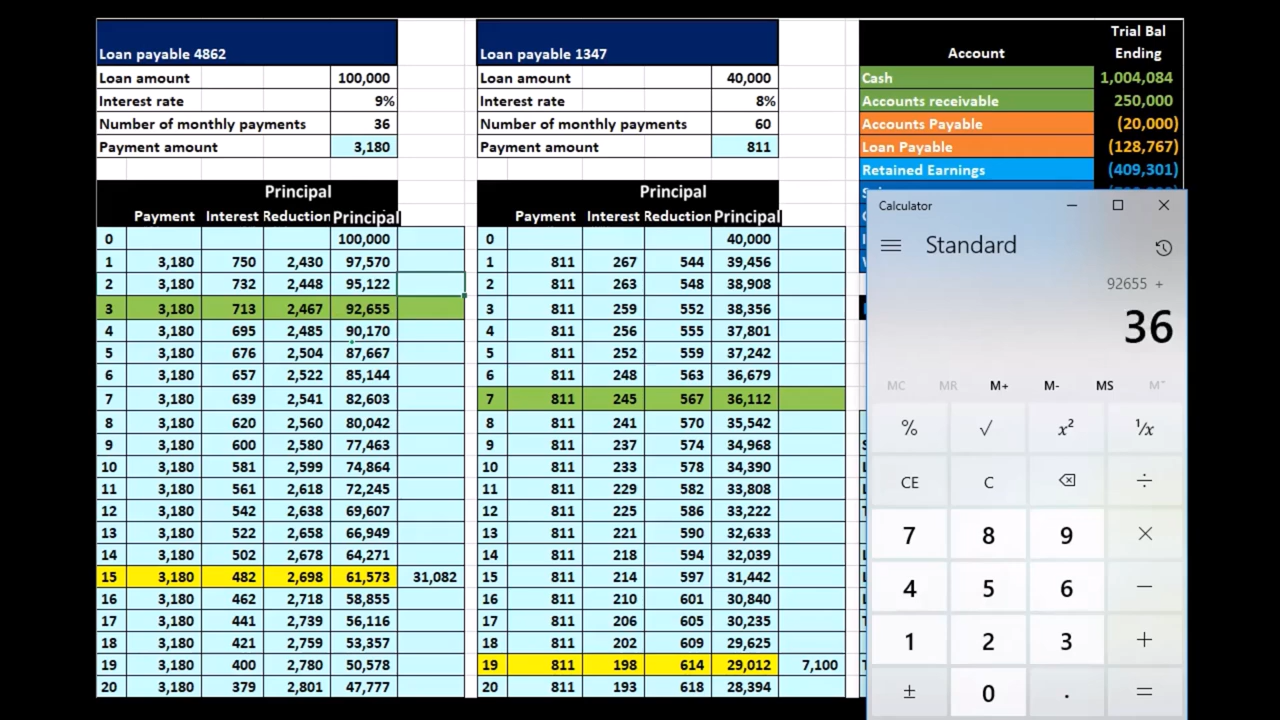 Loan payable 4862
Loan amount 100,000
Interest rate 9%
Number of monthly payments 36
Payment amount 3,180
Principal
Payment Interest Reduction Principal
0 100,000
1 3,180 750 2,430 97,570
2 3,180 732 2,448 95,122
3 3,180 713 2,467 92,655
4 3,180 695 2,485 90,170
5 3,180 676 2,504 87,667
6 3,180 657 2,522 85,144
7 3,180 639 2,541 82,603
8 3,180 620 2,560 80,042
9 3,180 600 2,580 77,463
10 3,180 581 2,599 74,864
11 3,180 561 2,618 72,245
12 3,180 542 2,638 69,607
13 3,180 522 2,658 66,949
14 3,180 502 2,678 64,271
15 3,180 482 2,698 61,573 31,082
16 3,180 462 2,718 58,855
17 3,180 441 2,739 56,116
18 3,180 421 2,759 53,357
19 3,180 400 2,780 50,578
20 3,180 379 2,801 47,777
Loan payable 1347
Loan amount 40,000
Interest rate 8%
Number of monthly payments 60
Payment amount 811
Principal
Payment Interest Reduction Principal
0 40,000
1 811 267 544 39,456
2 811 263 548 38,908
3 811 259 552 38,356
4 811 256 555 37,801
5 811 252 559 37,242
6 811 248 563 36,679
7 811 245 567 36,112
8 811 241 570 35,542
9 811 237 574 34,968
10 811 233 578 34,390
11 811 229 582 33,808
12 811 225 586 33,222
13 811 221 590 32,633
14 811 218 594 32,039
15 811 214 597 31,442
16 811 210 601 30,840
17 811 206 605 30,235
18 811 202 609 29,625
19 811 198 614 29,012 7,100
20 811 193 618 28,394
Trial Bal
Account Ending
Cash 1,004,084
Accounts receivable 250,000
Accounts Payable (20,000)
Loan Payable (128,767)
Retained Earnings (409,301)
Calculator
Standard
92655 +
36
MC MR M+ M- MS M˅
% √ x² ¹/x
CE C ⌫ ÷
7 8 9 ×
4 5 6 −
1 2 3 +
± 0 . =